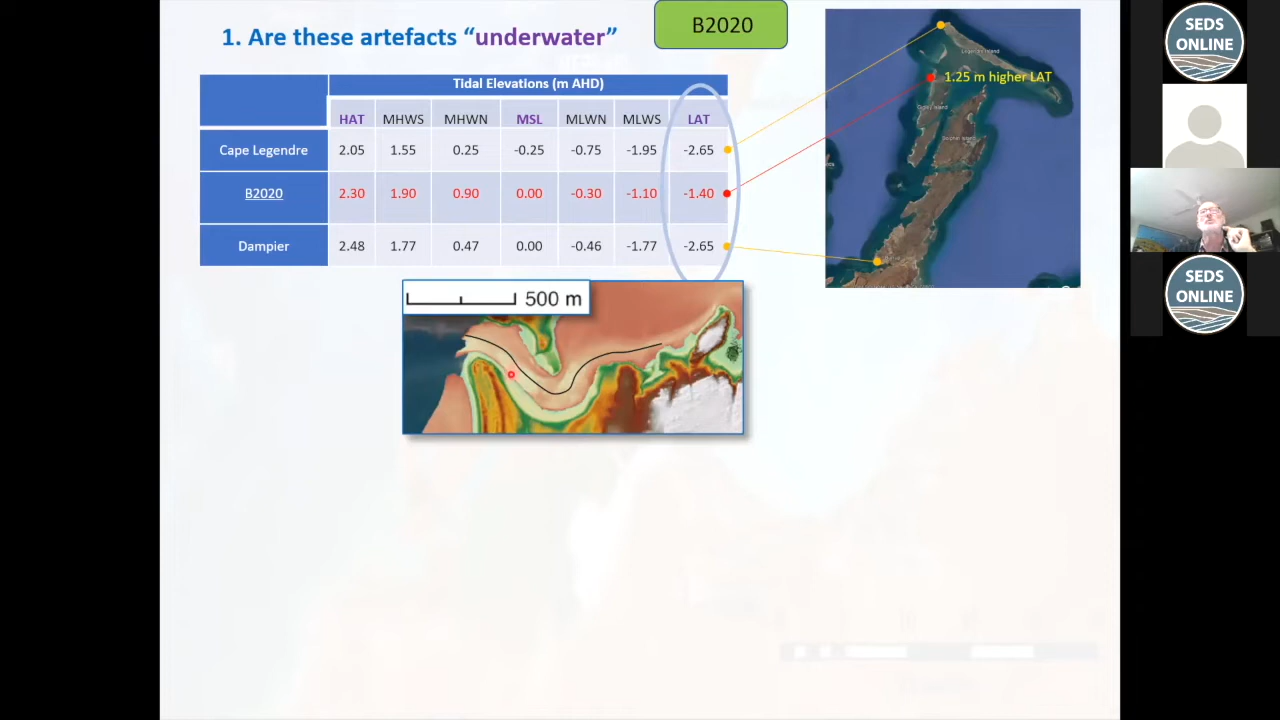 1. Are these artefacts “underwater”
B2020
Tidal Elevations (m AHD)
HAT MHWS MHWN MSL MLWN MLWS LAT
Cape Legendre 2.05 1.55 0.25 -0.25 -0.75 -1.95 -2.65
B2020 2.30 1.90 0.90 0.00 -0.30 -1.10 -1.40
Dampier 2.48 1.77 0.47 0.00 -0.46 -1.77 -2.65
Legendre Island
1.25 m higher LAT
500 m
SEDS
ONLINE
SEDS
ONLINE